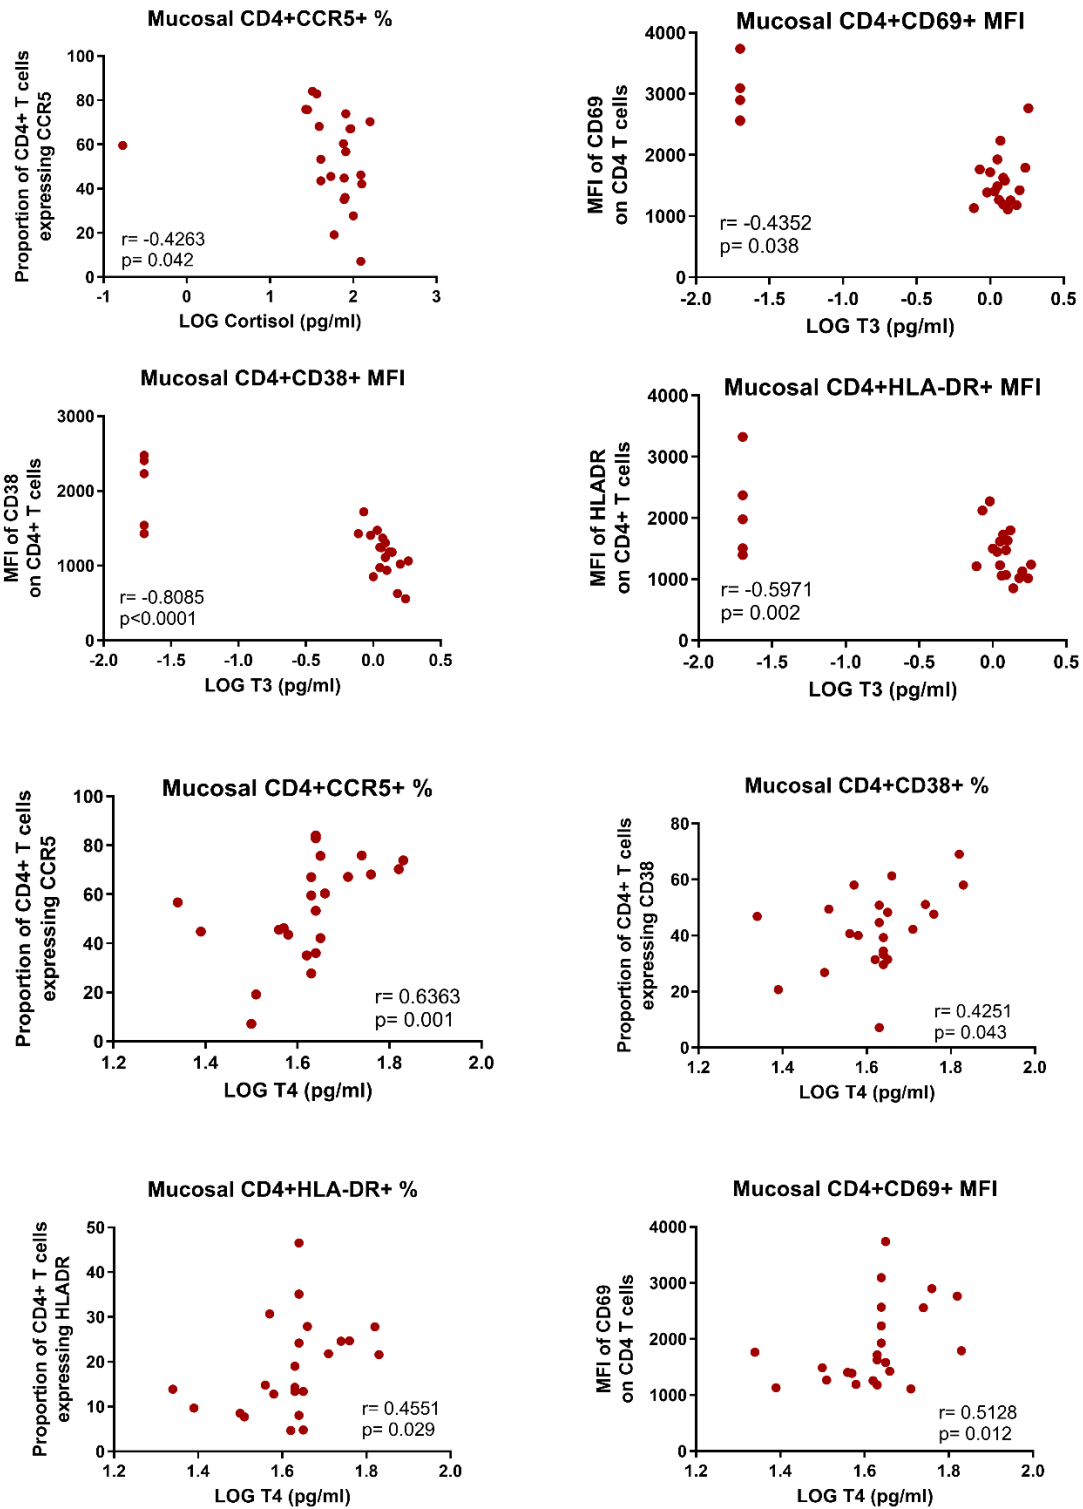 Mucosal CD4+CCR5+ %
Proportion of CD4+ T cells
expressing CCR5
100
80
60
40
20
0
r= -0.4263
p= 0.042
-1
0
1
2
3
LOG Cortisol (pg/ml)
Mucosal CD4+CD69+ MFI
MFI of CD69
on CD4 T cells
4000
3000
2000
1000
0
r= -0.4352
p= 0.038
-2.0
-1.5
-1.0
-0.5
0.0
0.5
LOG T3 (pg/ml)
Mucosal CD4+CD38+ MFI
MFI of CD38
on CD4+ T cells
3000
2000
1000
0
r= -0.8085
p<0.0001
-2.0
-1.5
-1.0
-0.5
0.0
0.5
LOG T3 (pg/ml)
Mucosal CD4+HLA-DR+ MFI
MFI of HLADR
on CD4+ T cells
4000
3000
2000
1000
0
r= -0.5971
p= 0.002
-2.0
-1.5
-1.0
-0.5
0.0
0.5
LOG T3 (pg/ml)
Mucosal CD4+CCR5+ %
Proportion of CD4+ T cells
expressing CCR5
100
80
60
40
20
0
r= 0.6363
p= 0.001
1.2
1.4
1.6
1.8
2.0
LOG T4 (pg/ml)
Mucosal CD4+CD38+ %
Proportion of CD4+ T cells
expressing CD38
80
60
40
20
0
r= 0.4251
p= 0.043
1.2
1.4
1.6
1.8
2.0
LOG T4 (pg/ml)
Mucosal CD4+HLA-DR+ %
Proportion of CD4+ T cells
expressing HLADR
50
40
30
20
10
0
r= 0.4551
p= 0.029
1.2
1.4
1.6
1.8
2.0
LOG T4 (pg/ml)
Mucosal CD4+CD69+ MFI
MFI of CD69
on CD4 T cells
4000
3000
2000
1000
0
r= 0.5128
p= 0.012
1.2
1.4
1.6
1.8
2.0
LOG T4 (pg/ml)